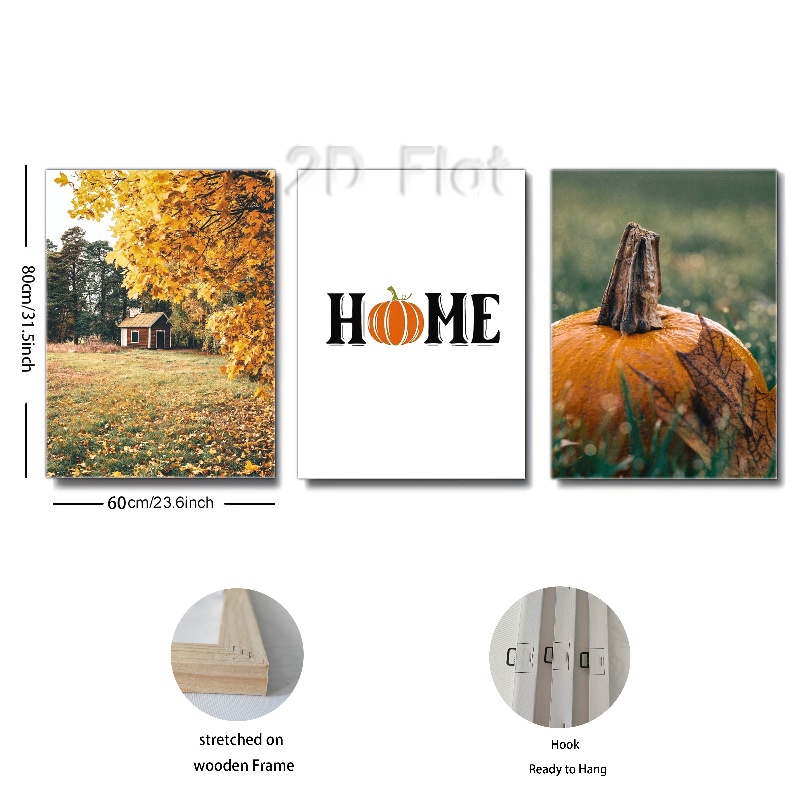 2D Flat
80cm/31.5inch
HOME
60cm/23.6inch
stretched on
wooden Frame
Hook
Ready to Hang